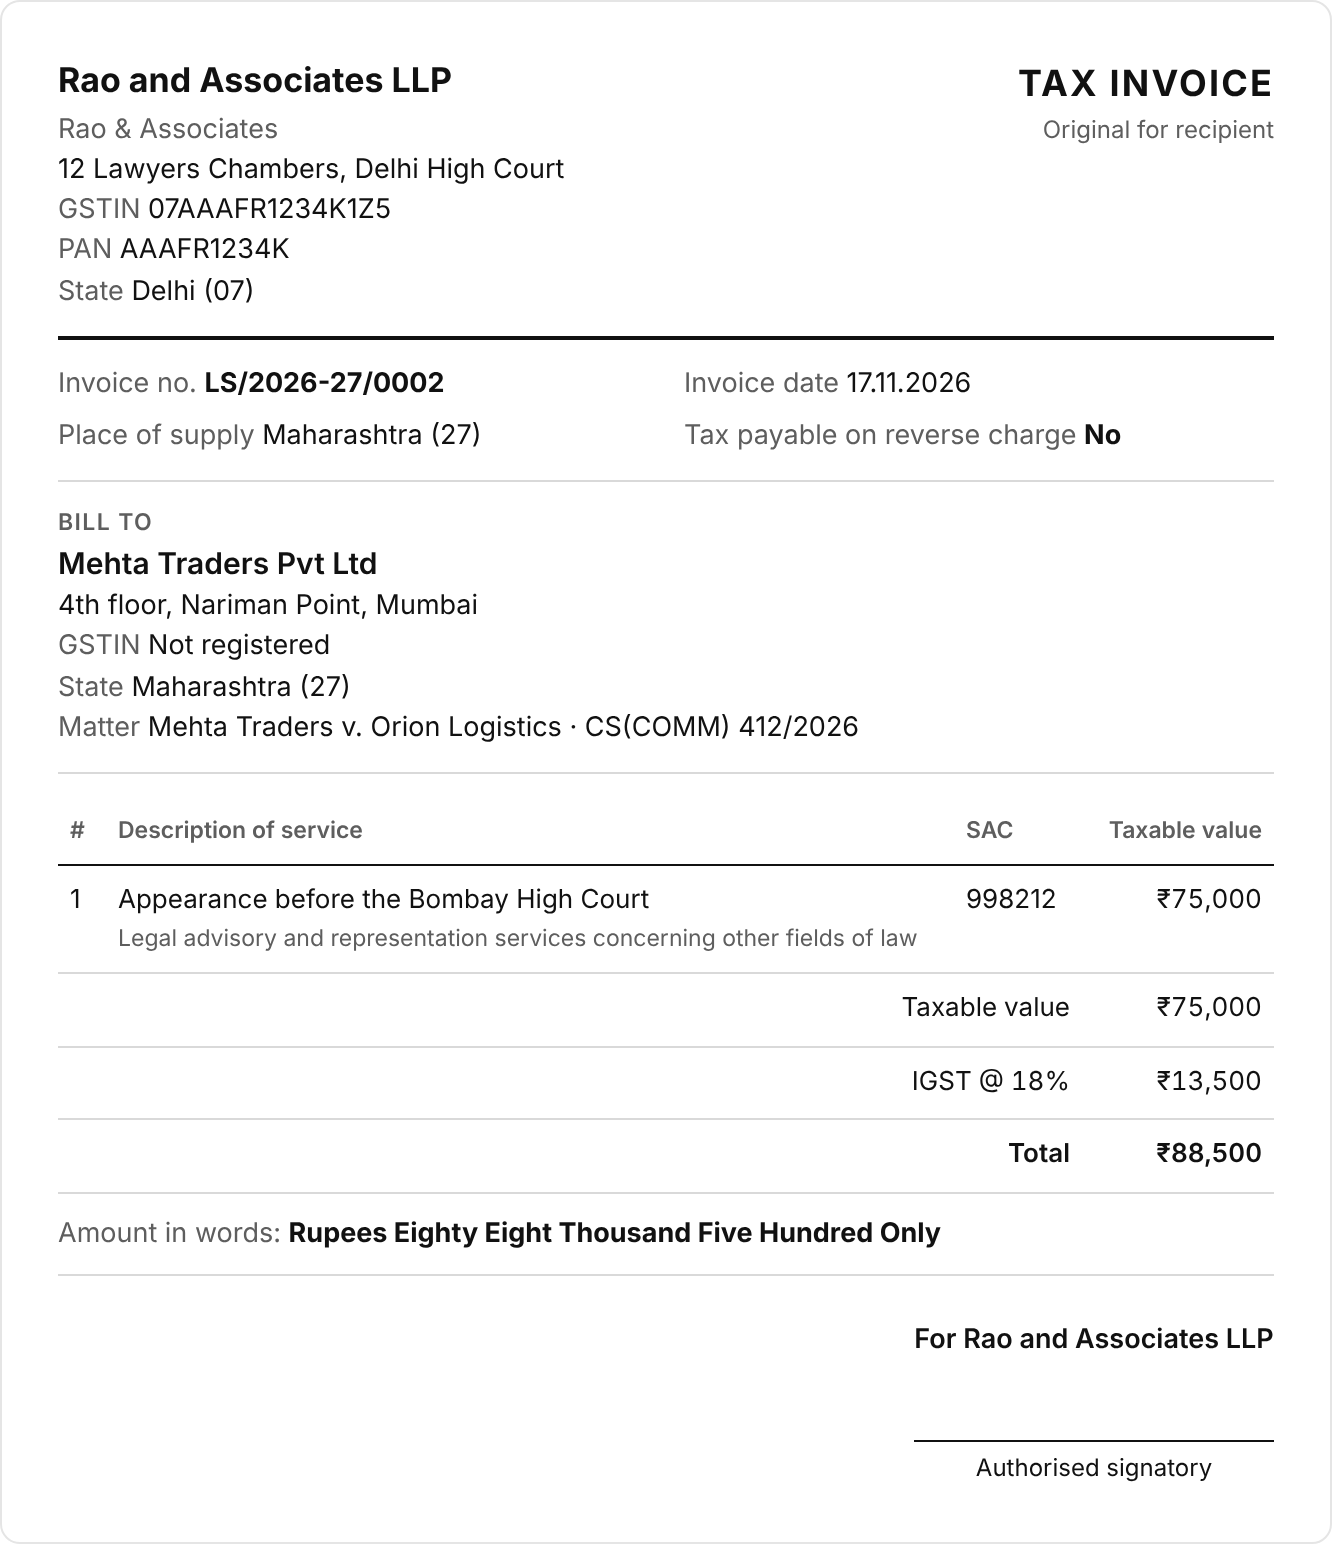 Rao and Associates LLP
TAX INVOICE
Rao & Associates
Original for recipient
12 Lawyers Chambers, Delhi High Court
GSTIN 07AAAFR1234K1Z5
PAN AAAFR1234K
State Delhi (07)
Invoice no. LS/2026-27/0002
Invoice date 17.11.2026
Place of supply Maharashtra (27)
Tax payable on reverse charge No
BILL TO
Mehta Traders Pvt Ltd
4th floor, Nariman Point, Mumbai
GSTIN Not registered
State Maharashtra (27)
Matter Mehta Traders v. Orion Logistics · CS(COMM) 412/2026
# Description of service SAC Taxable value
1 Appearance before the Bombay High Court 998212 ₹75,000
Legal advisory and representation services concerning other fields of law
Taxable value ₹75,000
IGST @ 18% ₹13,500
Total ₹88,500
Amount in words: Rupees Eighty Eight Thousand Five Hundred Only
For Rao and Associates LLP
Authorised signatory